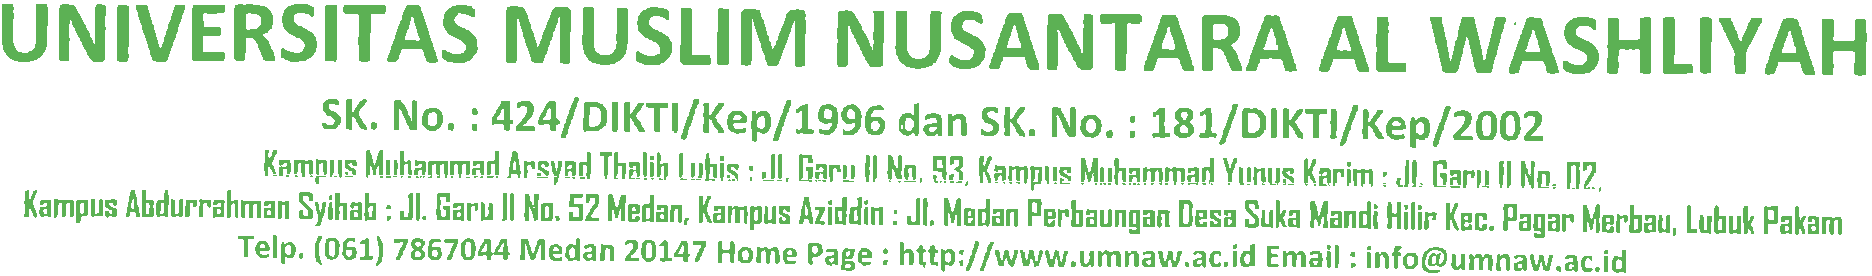 UNIVERSITAS MUSLIM NUSANTARA AL WASHLIYAH
SK. No. : 424/DIKTI/Kep/1996 dan SK. No. : 181/DIKTI/Kep/2002
Kampus Muhammad Arsyad Thalib Lubis : Jl. Garu II No. 93, Kampus Muhammad Yunus Karim : Jl. Garu II No. 02,
Kampus Abdurrahman Syihab : Jl. Garu II No. 52 Medan, Kampus Aziddin : Jl. Medan Perbaungan Desa Suka Mandi Hilir Kec. Pagar Merbau, Lubuk Pakam
Telp. (061) 7867044 Medan 20147 Home Page : http://www.umnaw.ac.id Email : info@umnaw.ac.id